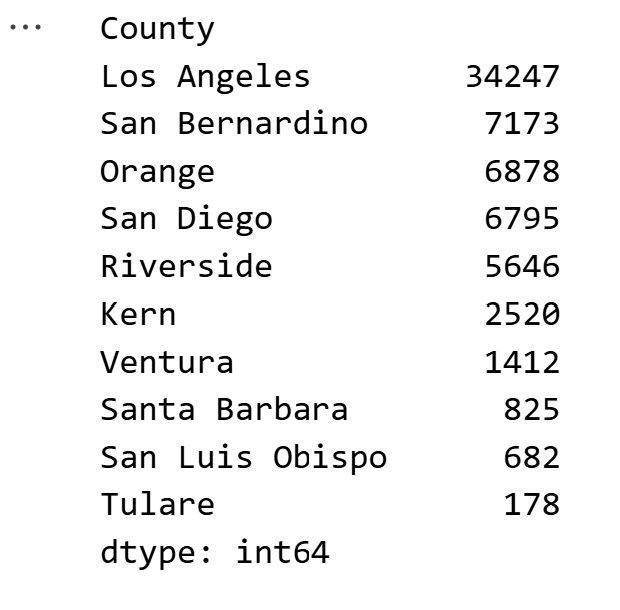 County
Los Angeles 34247
San Bernardino 7173
Orange 6878
San Diego 6795
Riverside 5646
Kern 2520
Ventura 1412
Santa Barbara 825
San Luis Obispo 682
Tulare 178
dtype: int64